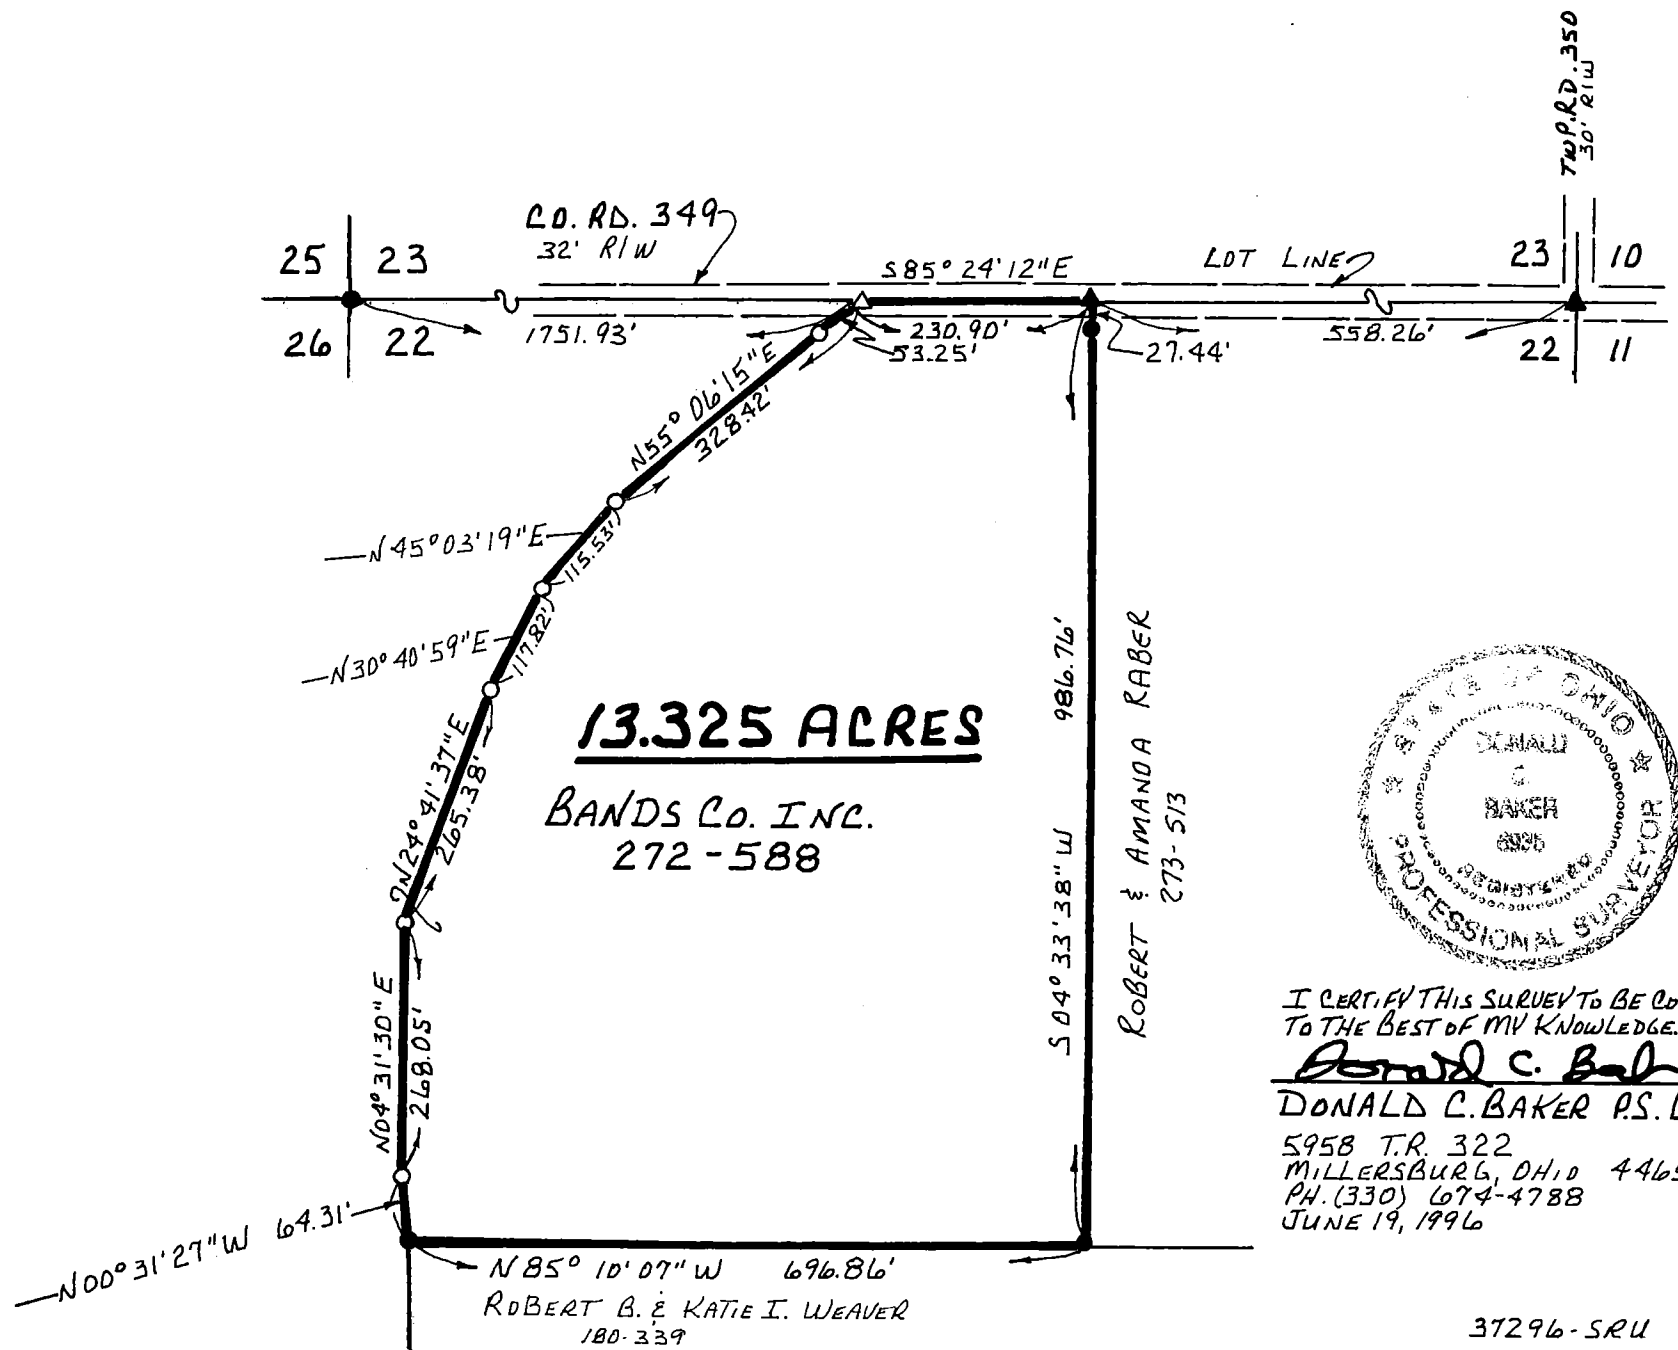 TWP. RD. 350
30' R/W
CO. RD. 349
32' R/W
25 23
26 22
S85° 24' 12" E
LOT LINE
23 10
22 11
1751.93'
230.90'
53.25'
27.44'
558.26'
N55° 06' 15" E
328.42'
N45° 03' 19" E
115.53'
N30° 40' 59" E
117.82'
N24° 41' 37" E
265.38'
13.325 ACRES
BANDS CO. INC.
272-588
S 04° 33' 38" W 986.76'
ROBERT & AMANDA RABER
273-513
N04° 31' 30" E
268.05'
N00° 31' 27" W 64.31'
N 85° 10' 07" W 696.86'
ROBERT B. & KATIE I. WEAVER
180-339
STATE OF OHIO
DONALD
C.
BAKER
REGISTERED
PROFESSIONAL SURVEYOR
I CERTIFY THIS SURVEY TO BE CO
TO THE BEST OF MY KNOWLEDGE.
Donald C. Bak
DONALD C. BAKER P.S.
5958 T.R. 322
MILLERSBURG, OHIO 4465
PH. (330) 674-4788
JUNE 19, 1996
37296-SRU